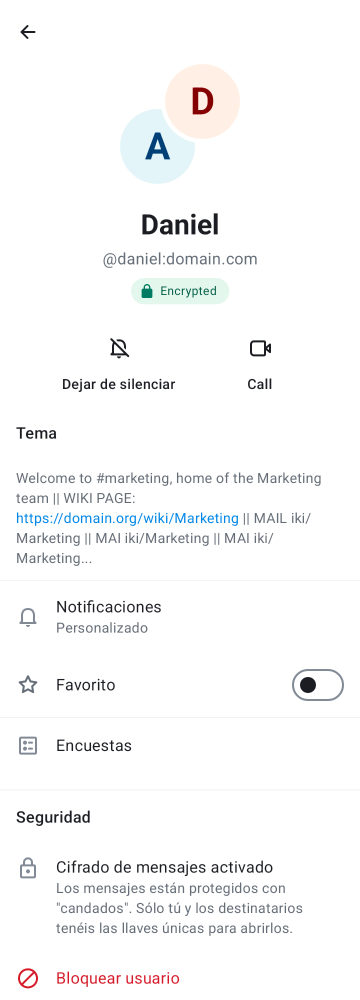 D
A
Daniel
@daniel:domain.com
Encrypted
Dejar de silenciar
Call
Tema
Welcome to #marketing, home of the Marketing
team || WIKI PAGE:
https://domain.org/wiki/Marketing || MAIL iki/
Marketing || MAI iki/Marketing || MAI iki/
Marketing...
Notificaciones
Personalizado
Favorito
Encuestas
Seguridad
Cifrado de mensajes activado
Los mensajes están protegidos con
"candados". Sólo tú y los destinatarios
tenéis las llaves únicas para abrirlos.
Bloquear usuario